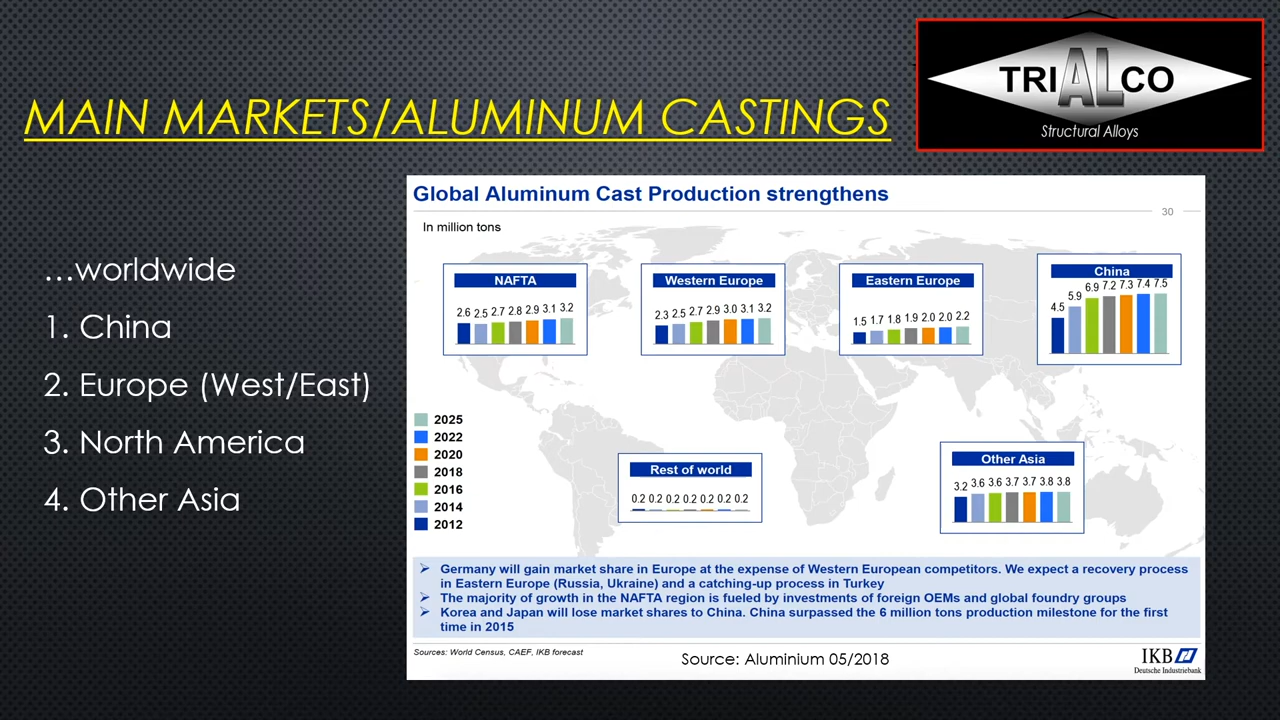 TRIALCO
Structural Alloys
MAIN MARKETS/ALUMINUM CASTINGS
…worldwide
1. China
2. Europe (West/East)
3. North America
4. Other Asia
Global Aluminum Cast Production strengthens
30
In million tons
NAFTA
2.6 2.5 2.7 2.8 2.9 3.1 3.2
Western Europe
2.3 2.5 2.7 2.9 3.0 3.1 3.2
Eastern Europe
1.5 1.7 1.8 1.9 2.0 2.0 2.2
China
4.5 5.9 6.9 7.2 7.3 7.4 7.5
2025
2022
2020
2018
2016
2014
2012
Rest of world
0.2 0.2 0.2 0.2 0.2 0.2 0.2
Other Asia
3.2 3.6 3.6 3.7 3.7 3.8 3.8
➢ Germany will gain market share in Europe at the expense of Western European competitors. We expect a recovery process
in Eastern Europe (Russia, Ukraine) and a catching-up process in Turkey
➢ The majority of growth in the NAFTA region is fueled by investments of foreign OEMs and global foundry groups
➢ Korea and Japan will lose market shares to China. China surpassed the 6 million tons production milestone for the first
time in 2015
Sources: World Census, CAEF, IKB forecast
Source: Aluminium 05/2018
IKB
Deutsche Industriebank